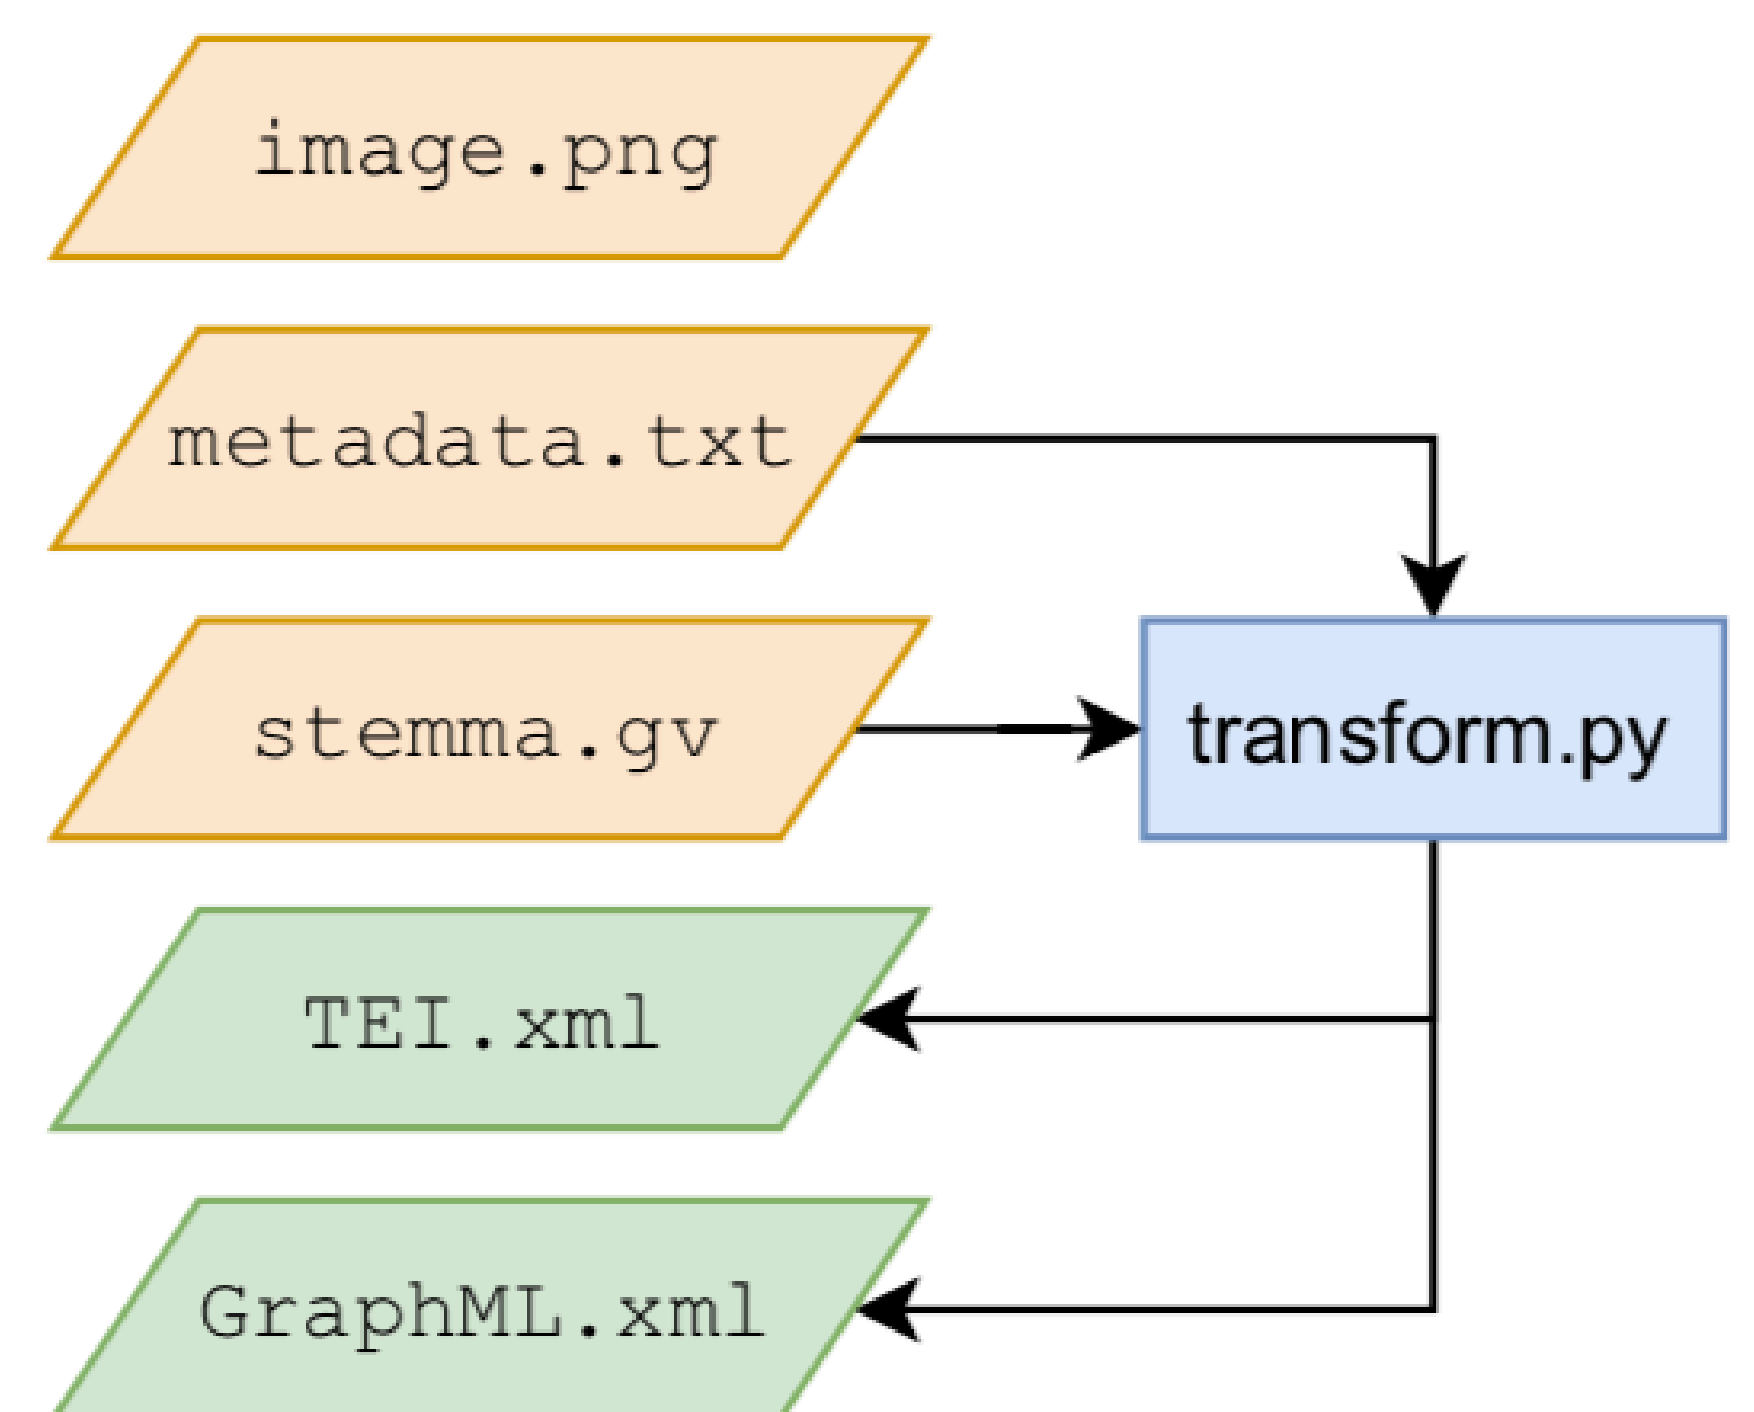 image.png
metadata.txt
stemma.gv
transform.py
TEI.xml
GraphML.xml